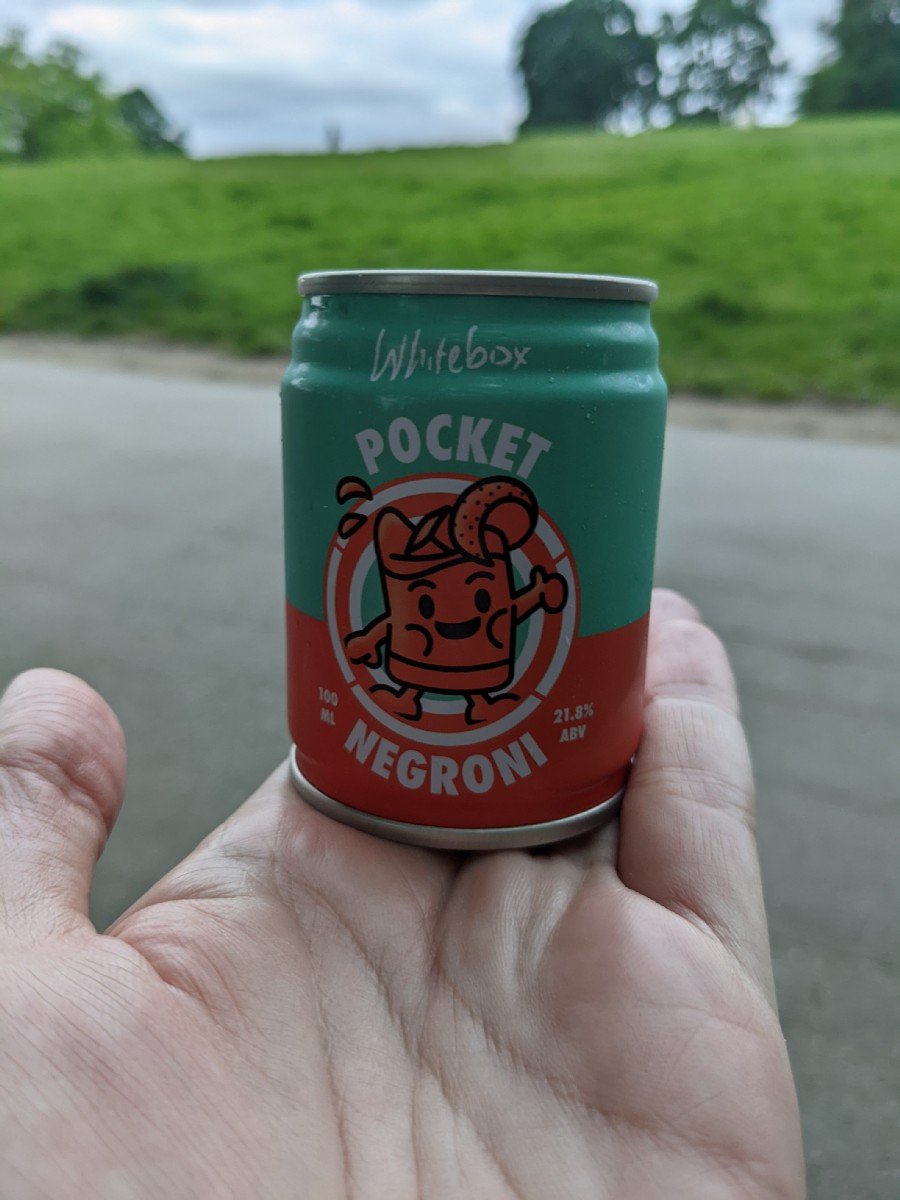 Whitebox
POCKET
100
ML
21.8%
ABV
NEGRONI